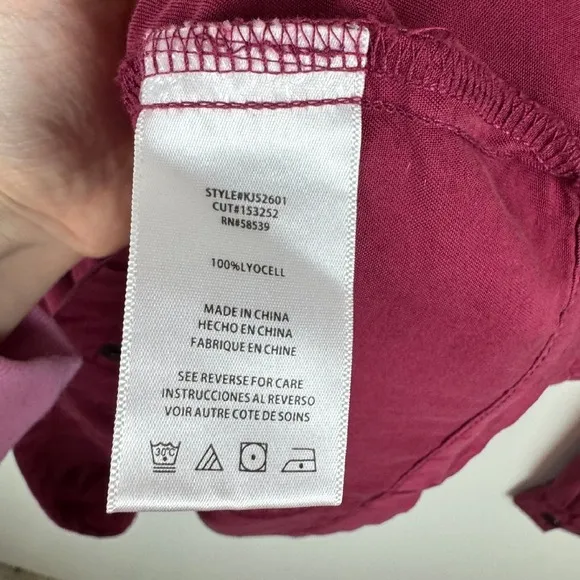 STYLE#KJ52601
CUT#153252
RN#58539
100%LYOCELL
MADE IN CHINA
HECHO EN CHINA
FABRIQUE EN CHINE
SEE REVERSE FOR CARE
INSTRUCCIONES AL REVERSO
VOIR AUTRE COTE DE SOINS
30°C